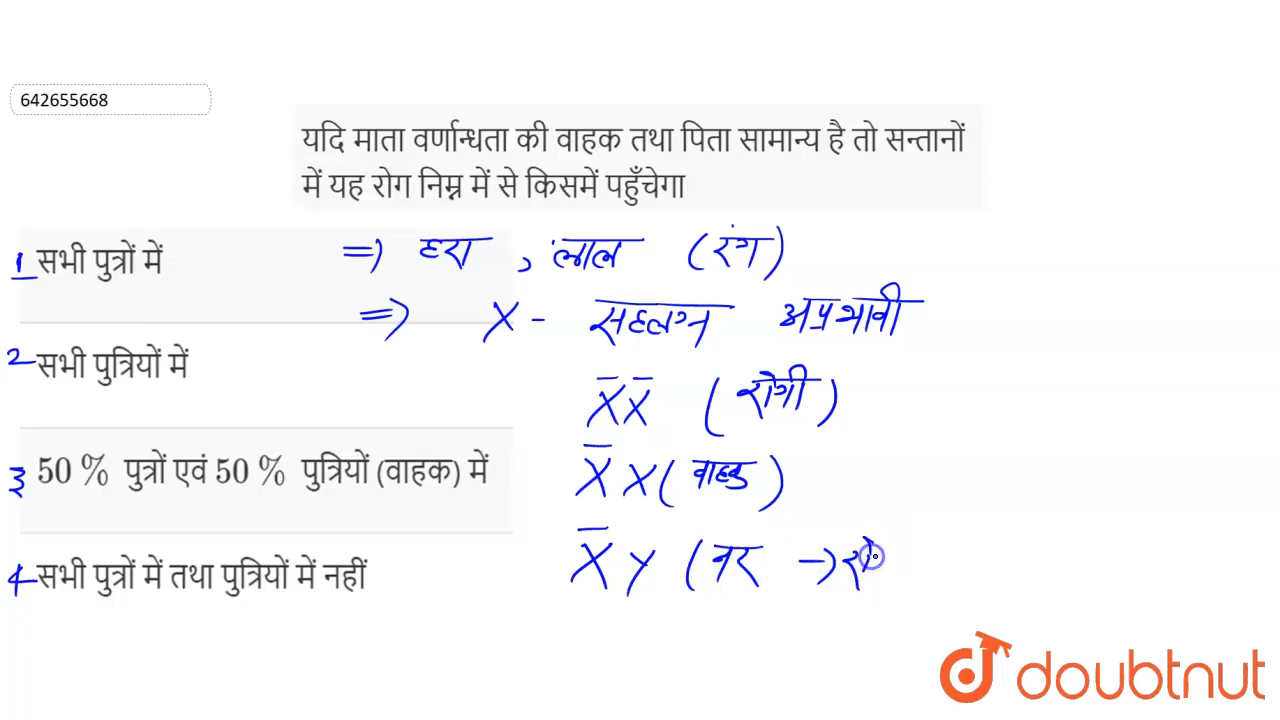 642655668
यदि माता वर्णान्धता की वाहक तथा पिता सामान्य है तो सन्तानों
में यह रोग निम्न में से किसमें पहुँचेगा
1 सभी पुत्रों में
⇒ हरा , लाल (रंग)
⇒ X - सहलग्न अप्रभावी
2 सभी पुत्रियों में
X̅X̅ (रोगी)
3 50 % पुत्रों एवं 50 % पुत्रियों (वाहक) में
X̅ X (वाहक)
4 सभी पुत्रों में तथा पुत्रियों में नहीं
X̅ Y (नर → रो
doubtnut